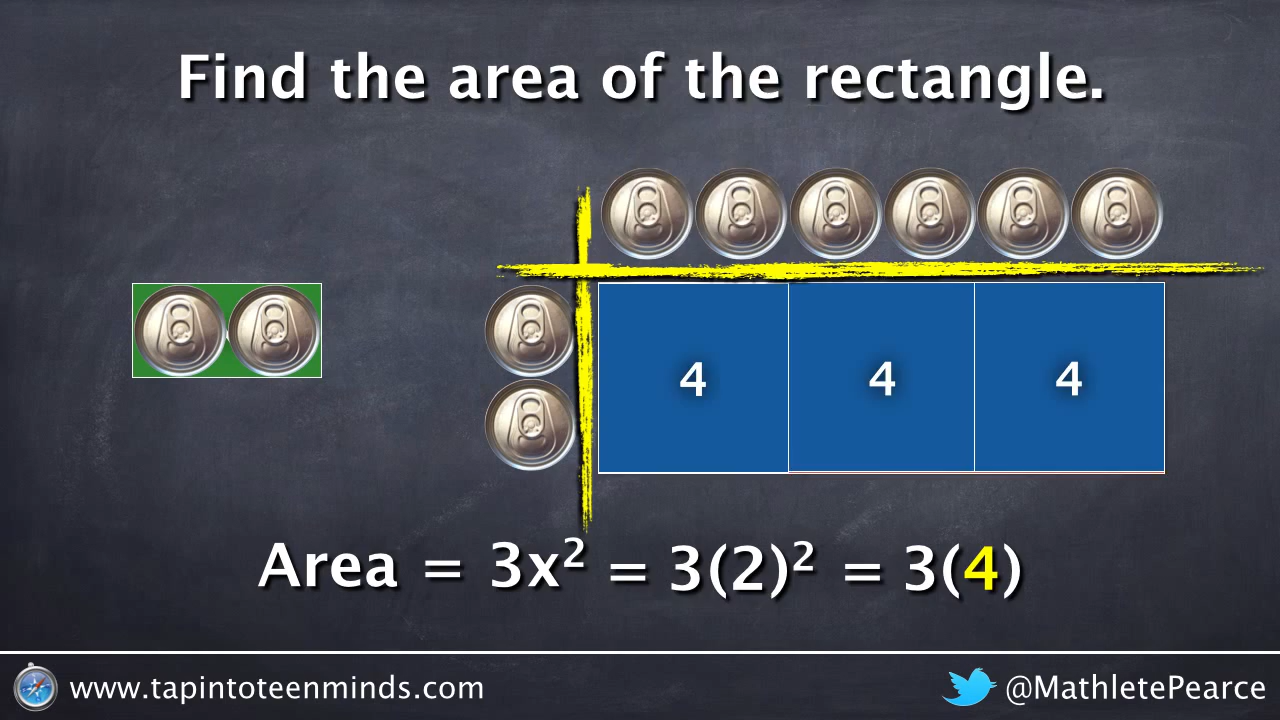 Find the area of the rectangle.
4 4 4
Area = 3x² = 3(2)² = 3(4)
www.tapintoteenminds.com @MathletePearce